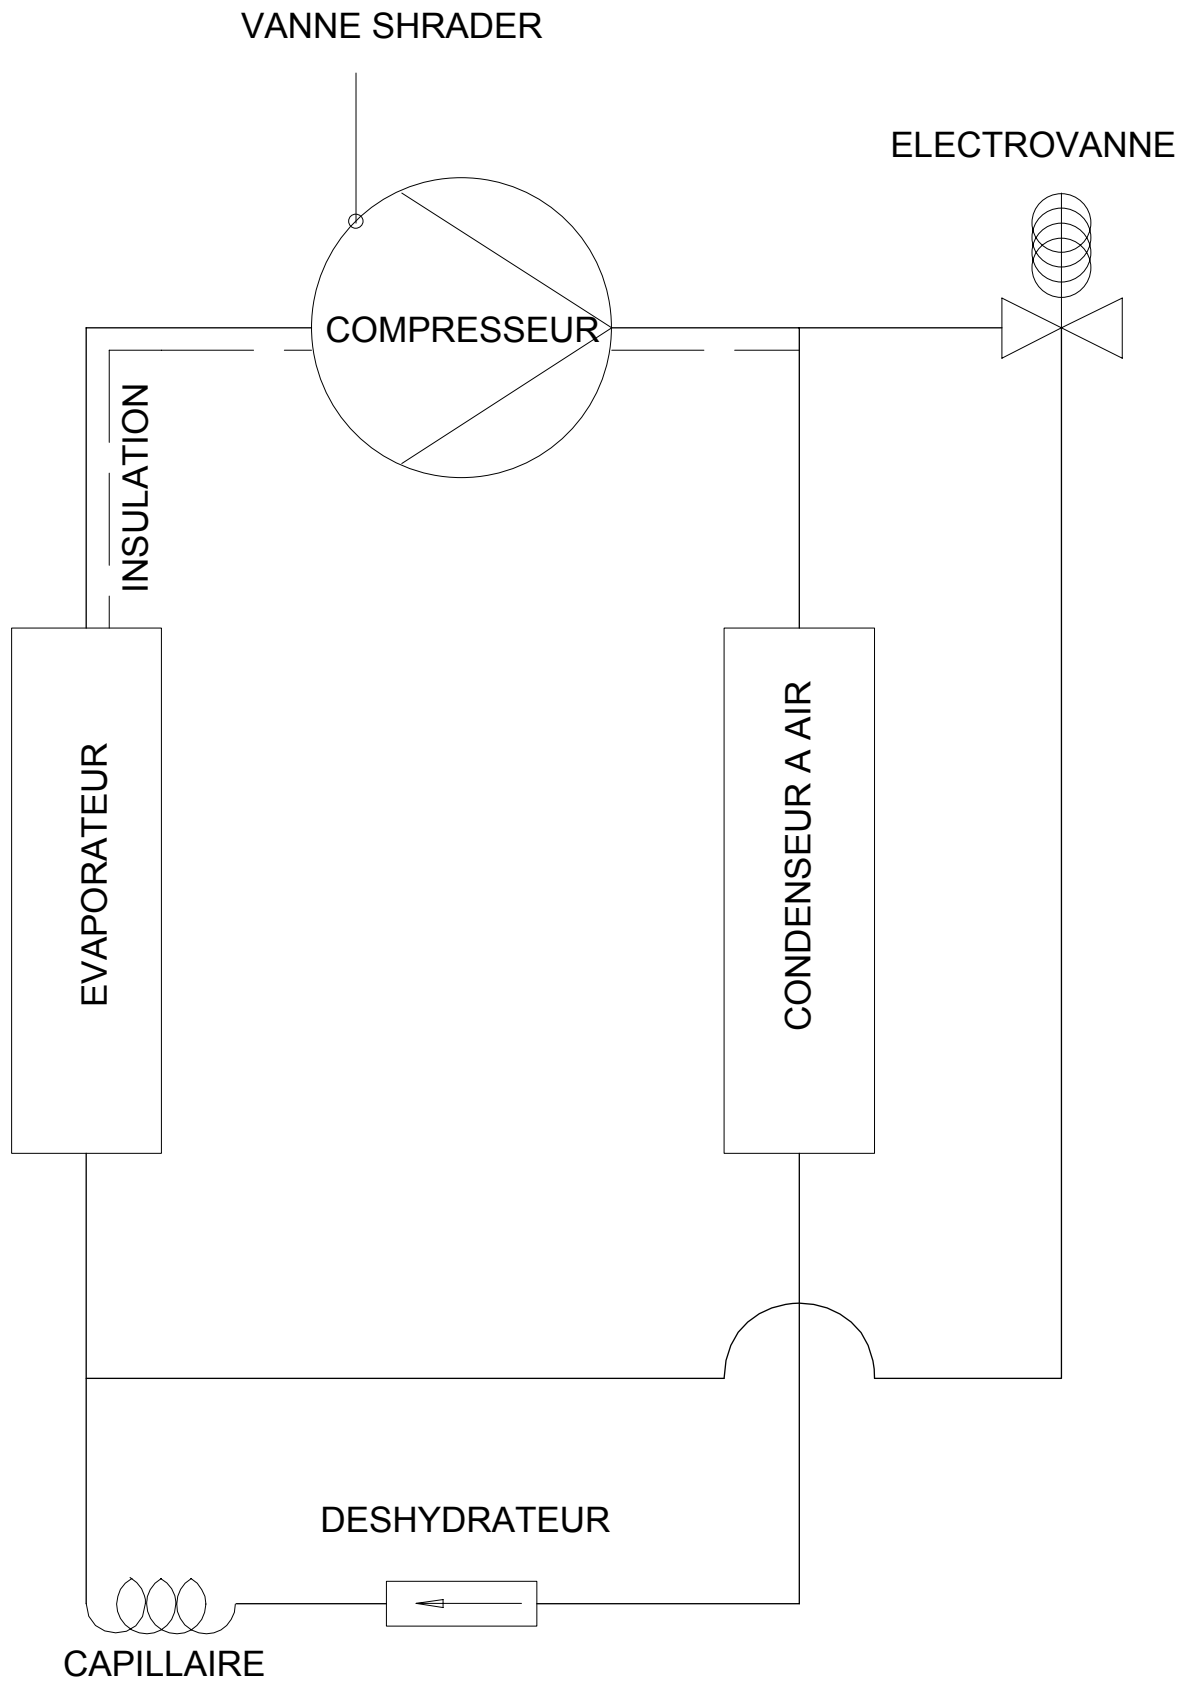 VANNE SHRADER
ELECTROVANNE
COMPRESSEUR
INSULATION
EVAPORATEUR
CONDENSEUR A AIR
DESHYDRATEUR
CAPILLAIRE